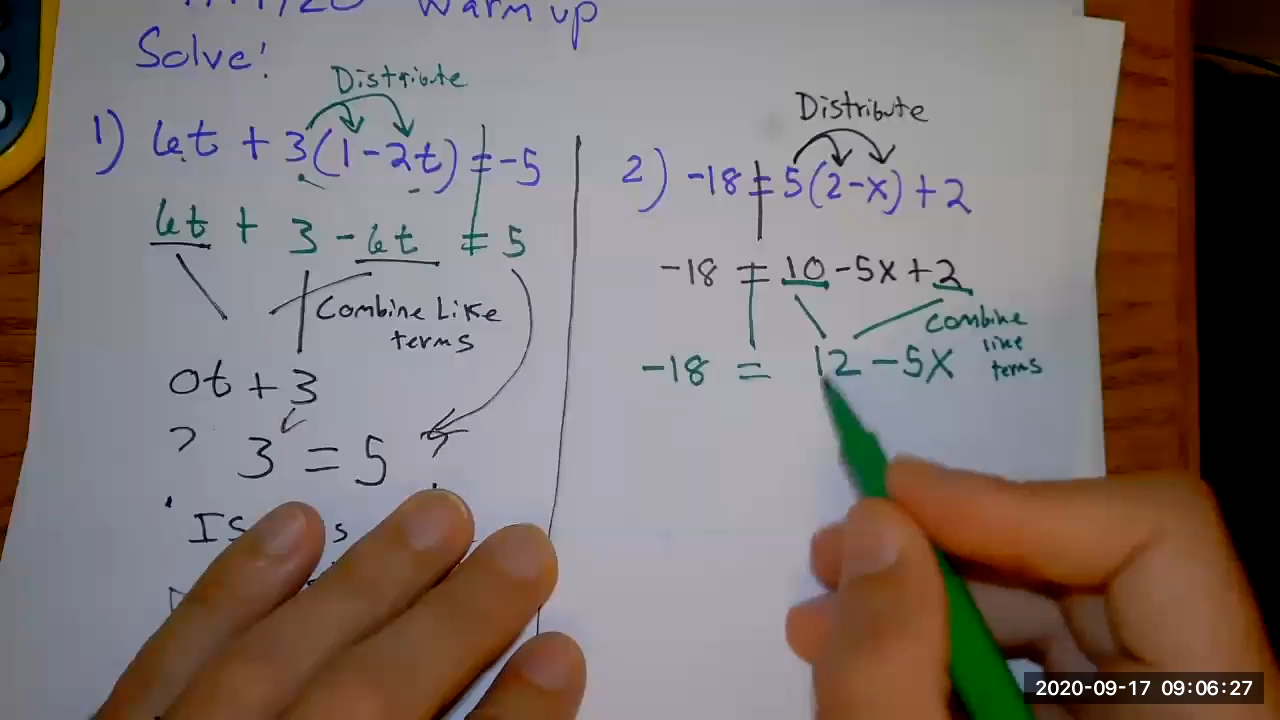 Warm up
Solve!
Distribute
1) 6t + 3(1-2t) = -5
6t + 3 - 6t = 5
Combine Like
terms
0t + 3
? 3 = 5 ?
Is
Distribute
2) -18 = 5(2-x) + 2
-18 = 10 - 5x + 2
Combine
like
terms
-18 = 12 - 5x
2020-09-17 09:06:27